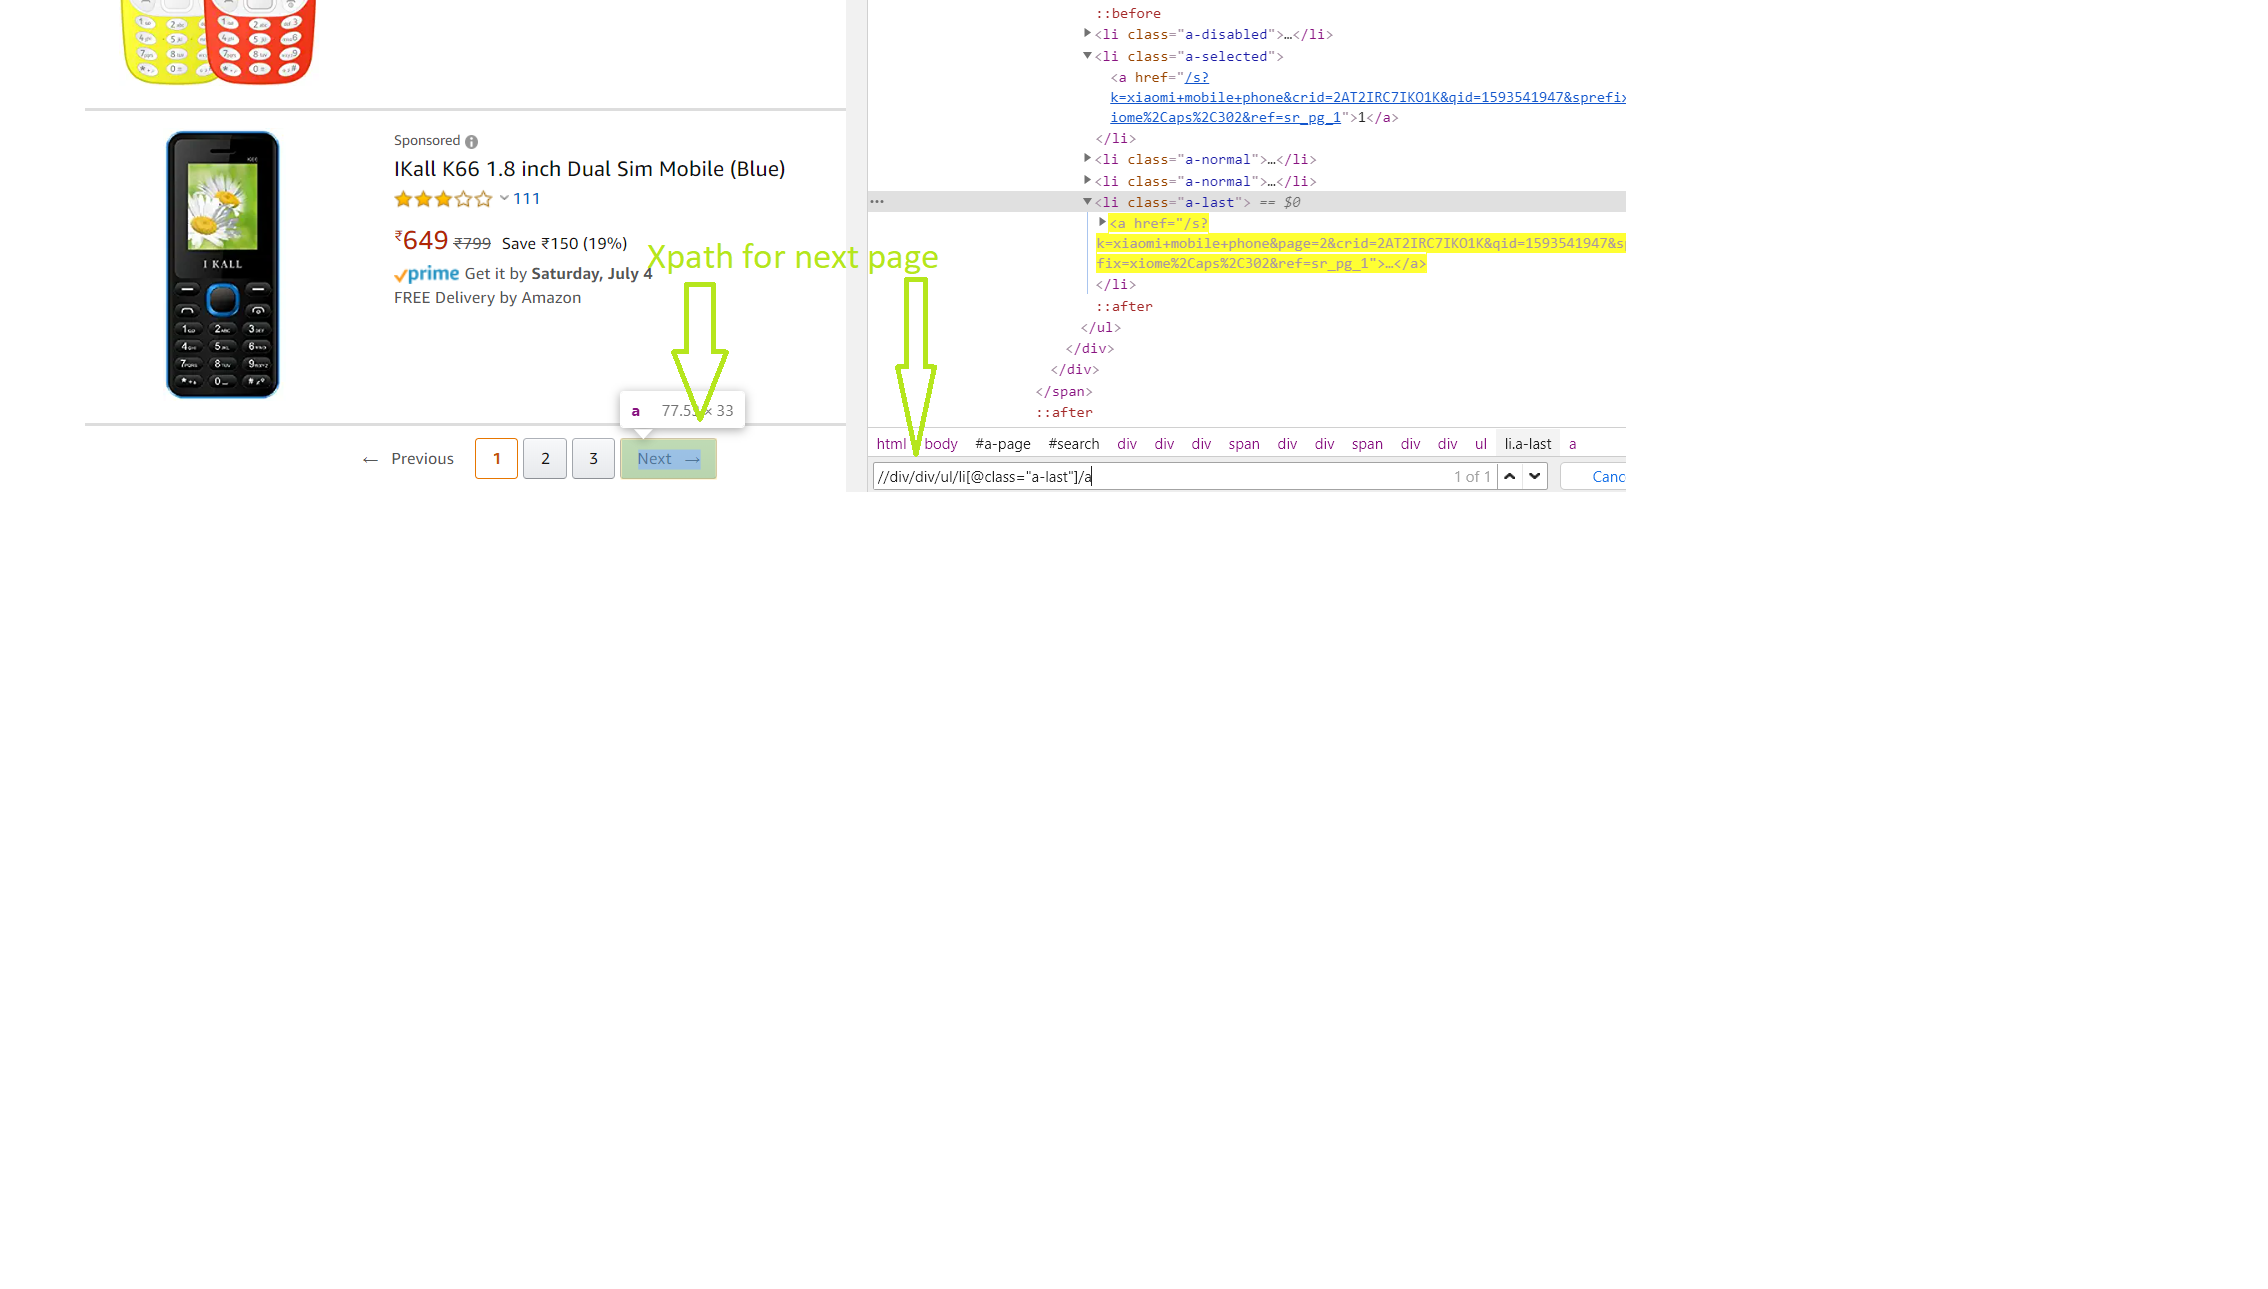 Sponsored
IKall K66 1.8 inch Dual Sim Mobile (Blue)
111
₹649 ₹799 Save ₹150 (19%)
prime Get it by Saturday, July 4
FREE Delivery by Amazon
I KALL
Xpath for next page
a 77.53 × 33
← Previous 1 2 3 Next →
::before
<li class="a-disabled">…</li>
<li class="a-selected">
<a href="/s?
k=xiaomi+mobile+phone&crid=2AT2IRC7IKO1K&qid=1593541947&sprefix
iome%2Caps%2C302&ref=sr_pg_1">1</a>
</li>
<li class="a-normal">…</li>
<li class="a-normal">…</li>
<li class="a-last"> == $0
<a href="/s?
k=xiaomi+mobile+phone&page=2&crid=2AT2IRC7IKO1K&qid=1593541947&s
fix=xiome%2Caps%2C302&ref=sr_pg_1">…</a>
</li>
::after
</ul>
</div>
</div>
</span>
::after
html body #a-page #search div div div span div div span div div ul li.a-last a
//div/div/ul/li[@class="a-last"]/a 1 of 1 Canc